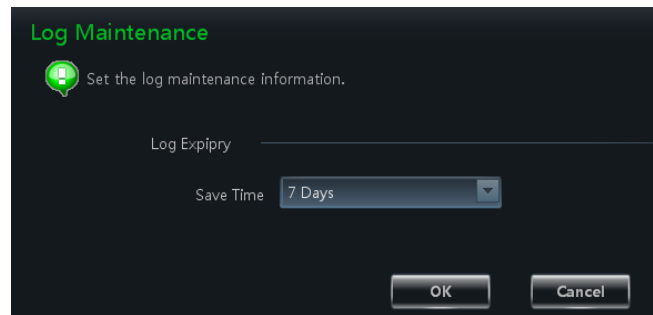 Log Maintenance
Set the log maintenance information.
Log Expipry
Save Time 7 Days
OK Cancel